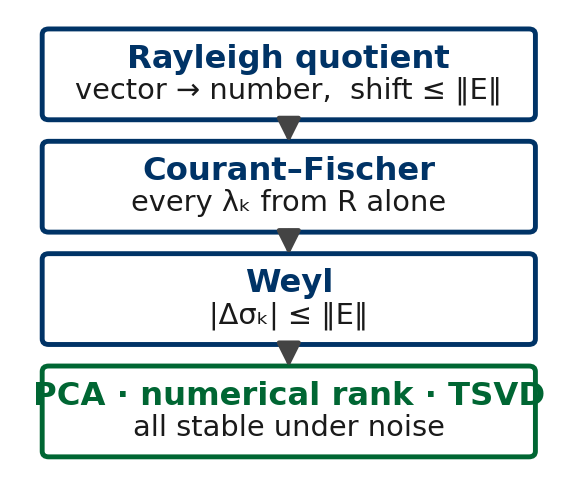 Rayleigh quotient
vector → number,  shift ≤ ‖E‖
Courant–Fischer
every λₖ from R alone
Weyl
|Δσₖ| ≤ ‖E‖
PCA · numerical rank · TSVD
all stable under noise